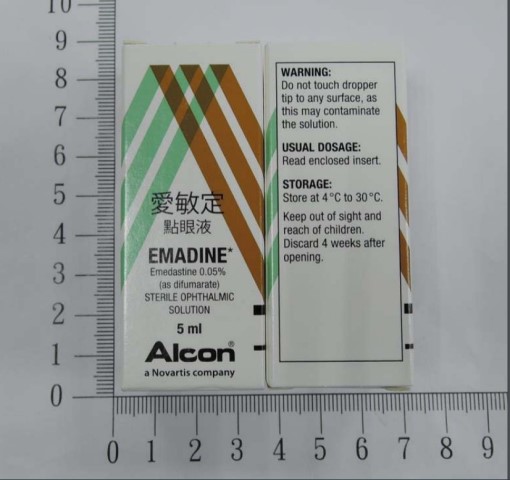 10
9
8
7
6
5
4
3
2
1
0
愛敏定
點眼液
EMADINE*
Emedastine 0.05%
(as difumarate)
STERILE OPHTHALMIC
SOLUTION
5 ml
Alcon®
a Novartis company
WARNING:
Do not touch dropper
tip to any surface, as
this may contaminate
the solution.
USUAL DOSAGE:
Read enclosed insert.
STORAGE:
Store at 4°C to 30°C.
Keep out of sight and
reach of children.
Discard 4 weeks after
opening.
0 1 2 3 4 5 6 7 8 9